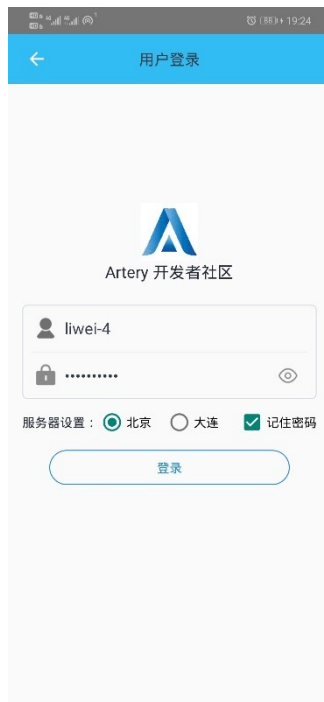 (88) 19:24
用户登录
Artery 开发者社区
liwei-4
••••••••••
服务器设置： 北京 大连 记住密码
登录